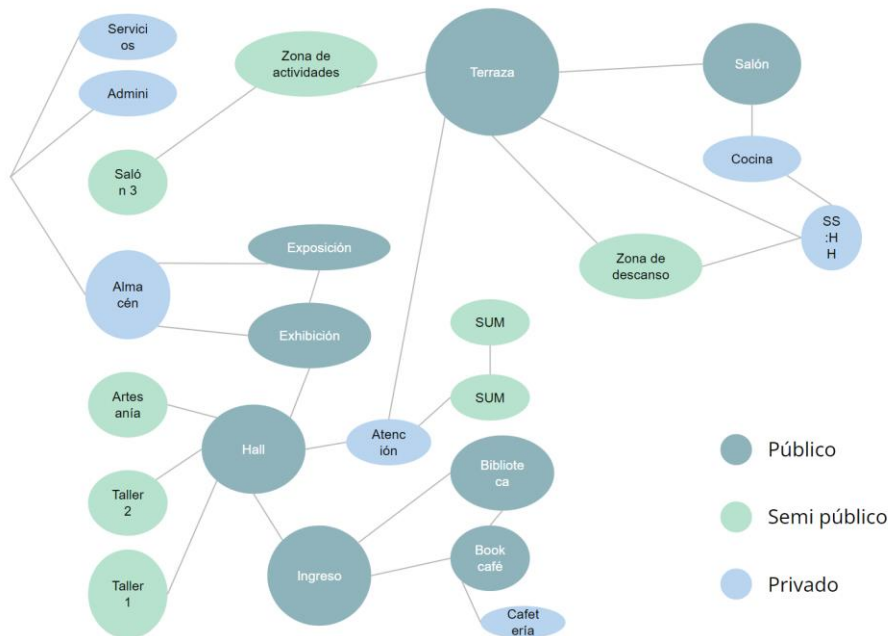 Servici
os
Admini
Zona de
actividades
Terraza
Salón
Saló
n 3
Cocina
SS
:H
H
Exposición
Zona de
descanso
Alma
cén
Exhibición
SUM
SUM
Artes
anía
Hall
Atenc
ión
Bibliote
ca
Público
Taller
2
Semi público
Book
café
Ingreso
Taller
1
Privado
Cafet
ería